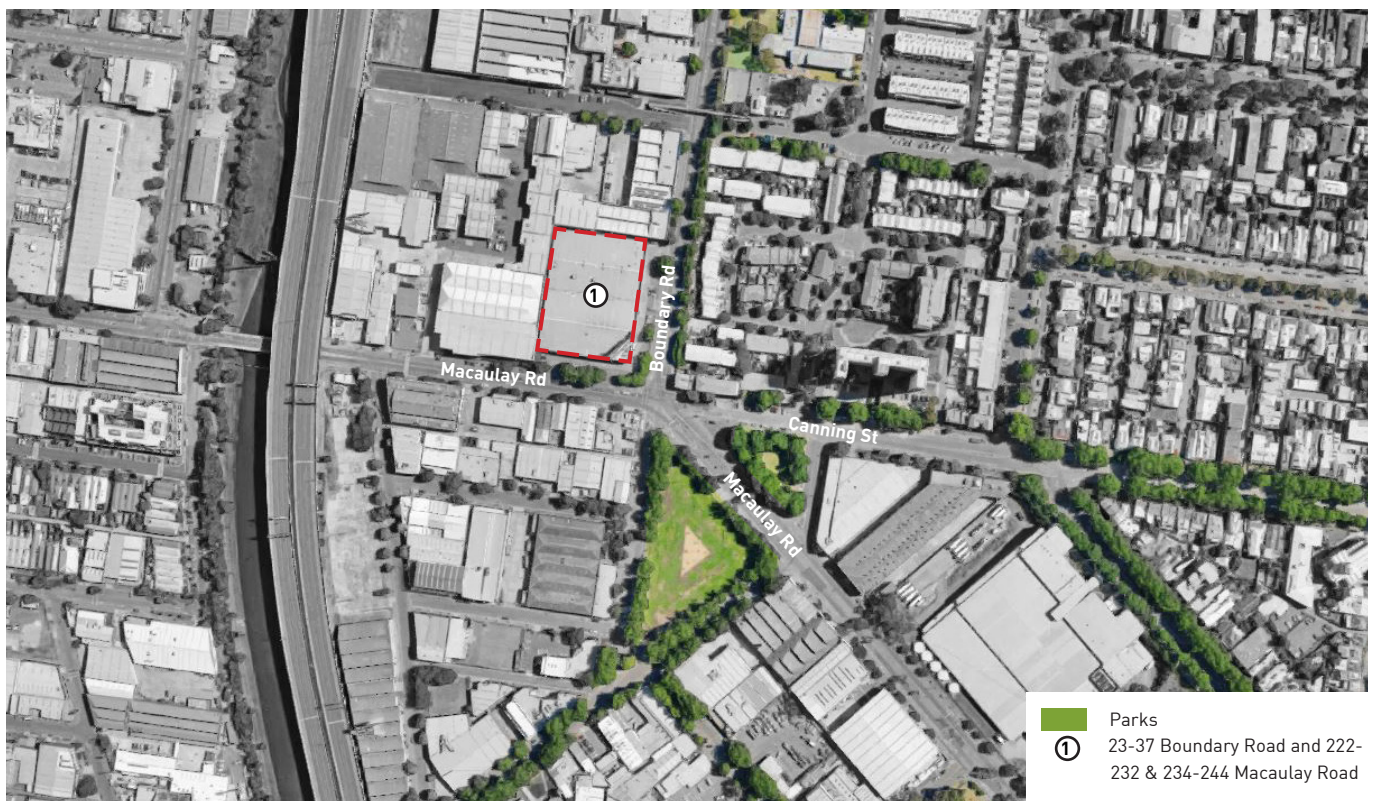 Boundary Rd
①
Macaulay Rd
Canning St
Macaulay Rd
Parks
① 23-37 Boundary Road and 222-
232 & 234-244 Macaulay Road